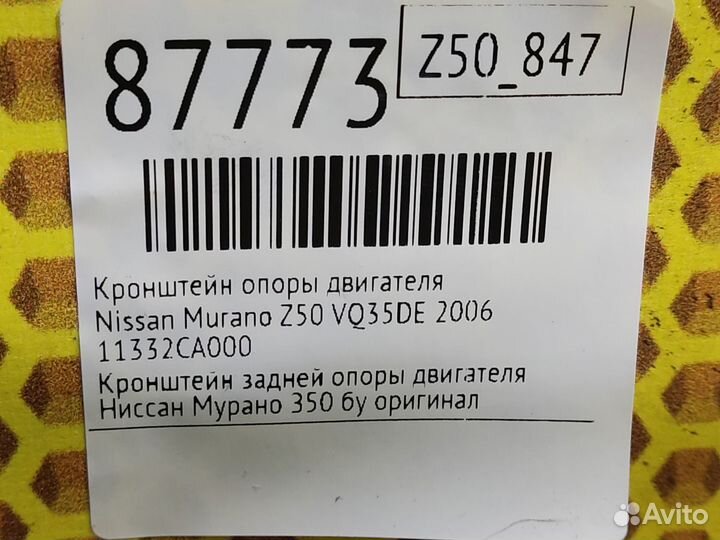 87773
Z50_847
Кронштейн опоры двигателя
Nissan Murano Z50 VQ35DE 2006
11332CA000
Кронштейн задней опоры двигателя
Ниссан Мурано 350 бу оригинал
Avito